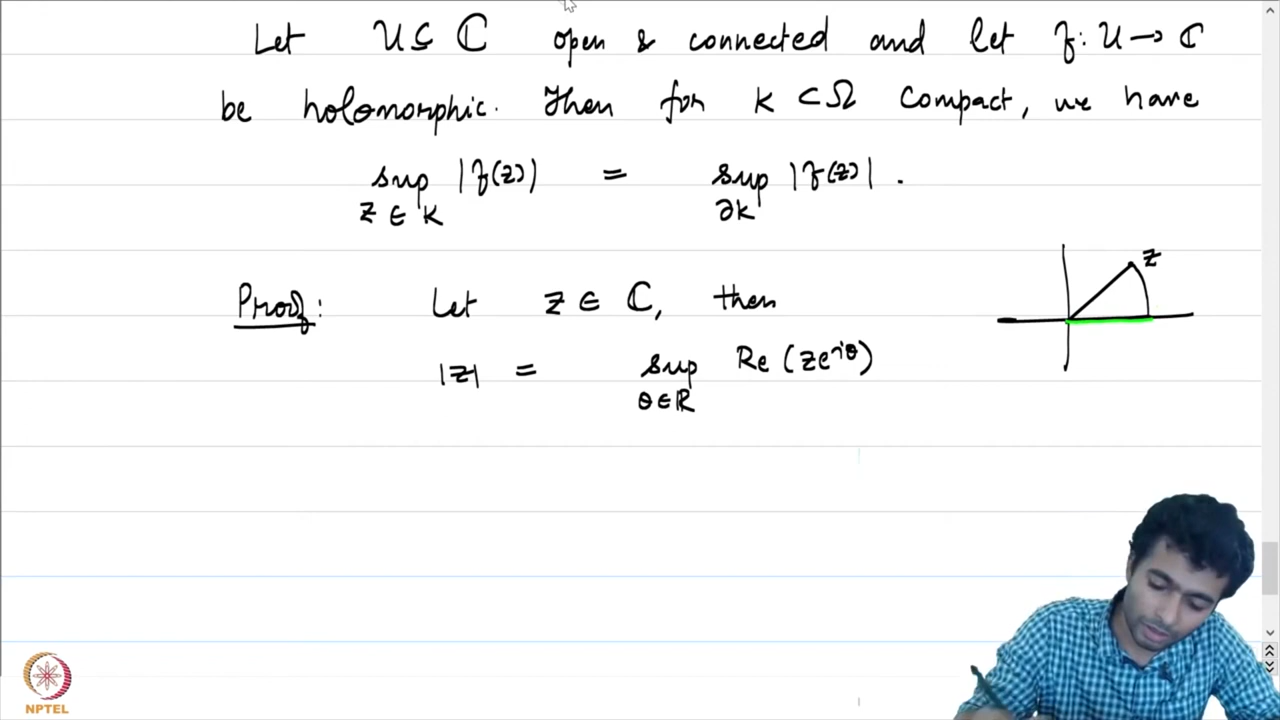 Let U ⊆ ℂ open & connected and let f: U → ℂ
be holomorphic. Then for K ⊂ Ω compact, we have
sup |f(z)| = sup |f(z)| .
z ∈ K ∂K
z
Proof: Let z ∈ ℂ, then
|z| = sup Re (ze^{-iθ})
θ∈ℝ
NPTEL